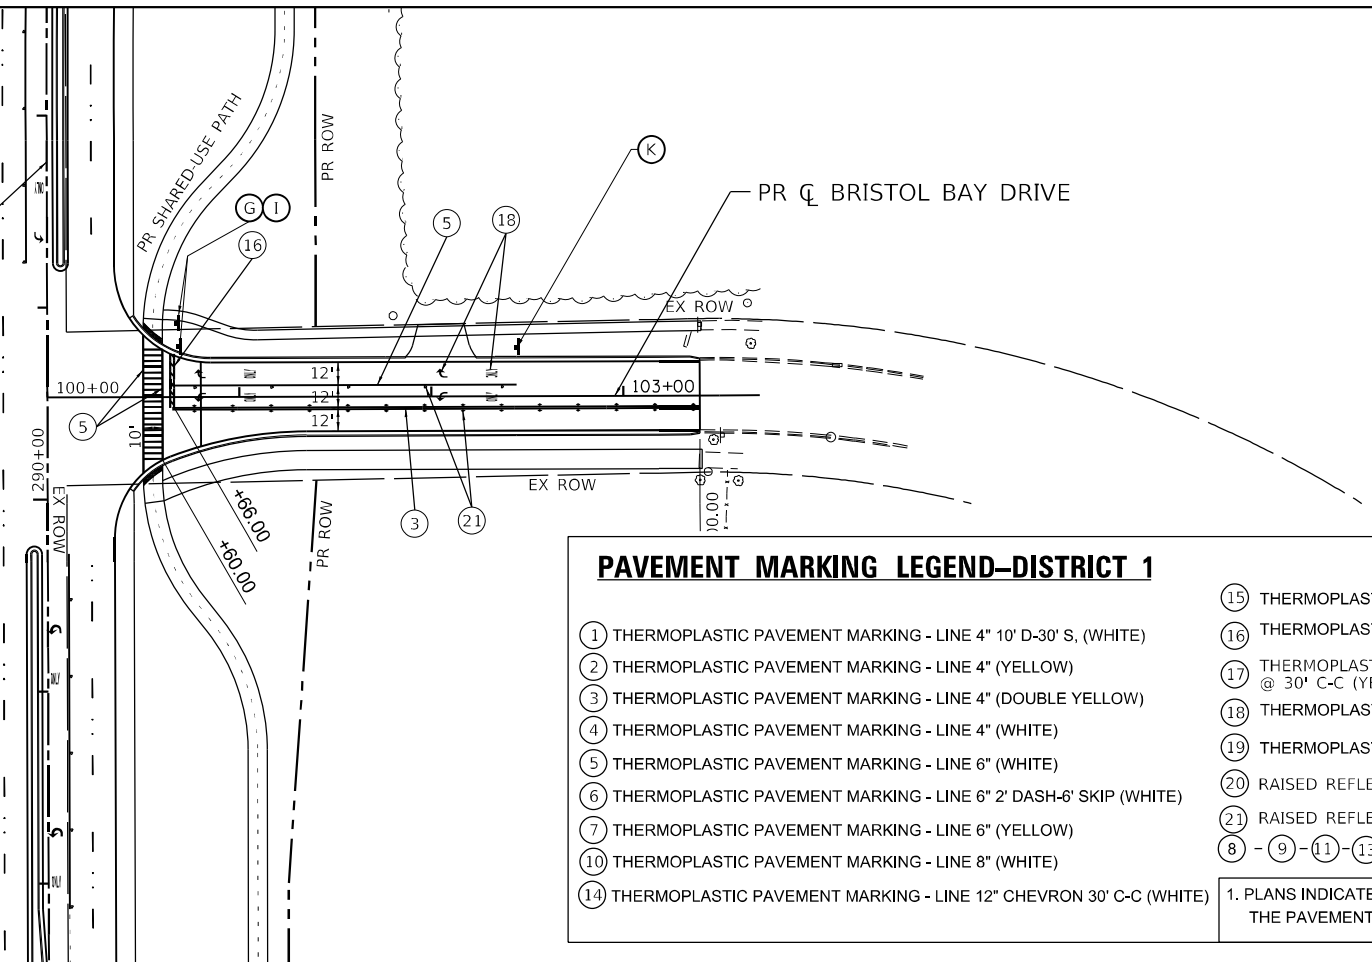 PR SHARED-USE PATH
PR ROW
K
PR ℄ BRISTOL BAY DRIVE
G I
16
5
18
EX ROW
100+00
12'
12'
12'
103+00
5
10'
290+00
EX ROW
+66.00
+60.00
3
21
EX ROW
PR ROW
00.00
ONLY
ONLY
ONLY
PAVEMENT MARKING LEGEND–DISTRICT 1
1 THERMOPLASTIC PAVEMENT MARKING - LINE 4" 10' D-30' S, (WHITE)
2 THERMOPLASTIC PAVEMENT MARKING - LINE 4" (YELLOW)
3 THERMOPLASTIC PAVEMENT MARKING - LINE 4" (DOUBLE YELLOW)
4 THERMOPLASTIC PAVEMENT MARKING - LINE 4" (WHITE)
5 THERMOPLASTIC PAVEMENT MARKING - LINE 6" (WHITE)
6 THERMOPLASTIC PAVEMENT MARKING - LINE 6" 2' DASH-6' SKIP (WHITE)
7 THERMOPLASTIC PAVEMENT MARKING - LINE 6" (YELLOW)
10 THERMOPLASTIC PAVEMENT MARKING - LINE 8" (WHITE)
14 THERMOPLASTIC PAVEMENT MARKING - LINE 12" CHEVRON 30' C-C (WHITE)
15 THERMOPLAS
16 THERMOPLAS
17 THERMOPLAS
@ 30' C-C (YE
18 THERMOPLAS
19 THERMOPLAS
20 RAISED REFLE
21 RAISED REFLE
8 - 9 - 11 - 13
1. PLANS INDICATE
THE PAVEMENT